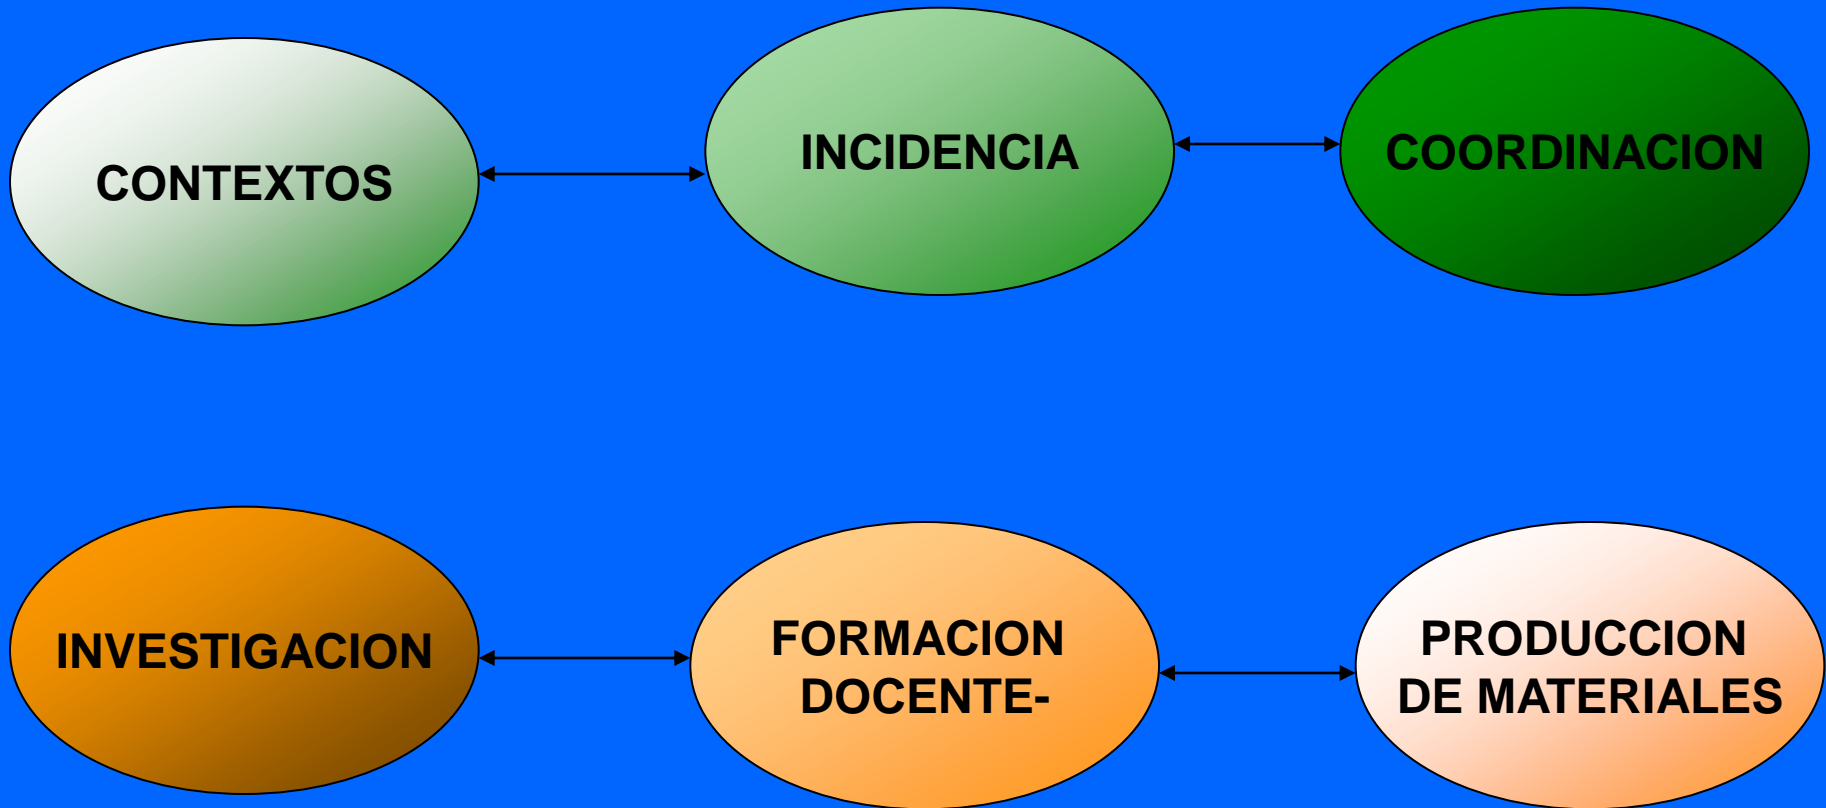 CONTEXTOS
INCIDENCIA
COORDINACION
INVESTIGACION
FORMACION
DOCENTE-
PRODUCCION
DE MATERIALES